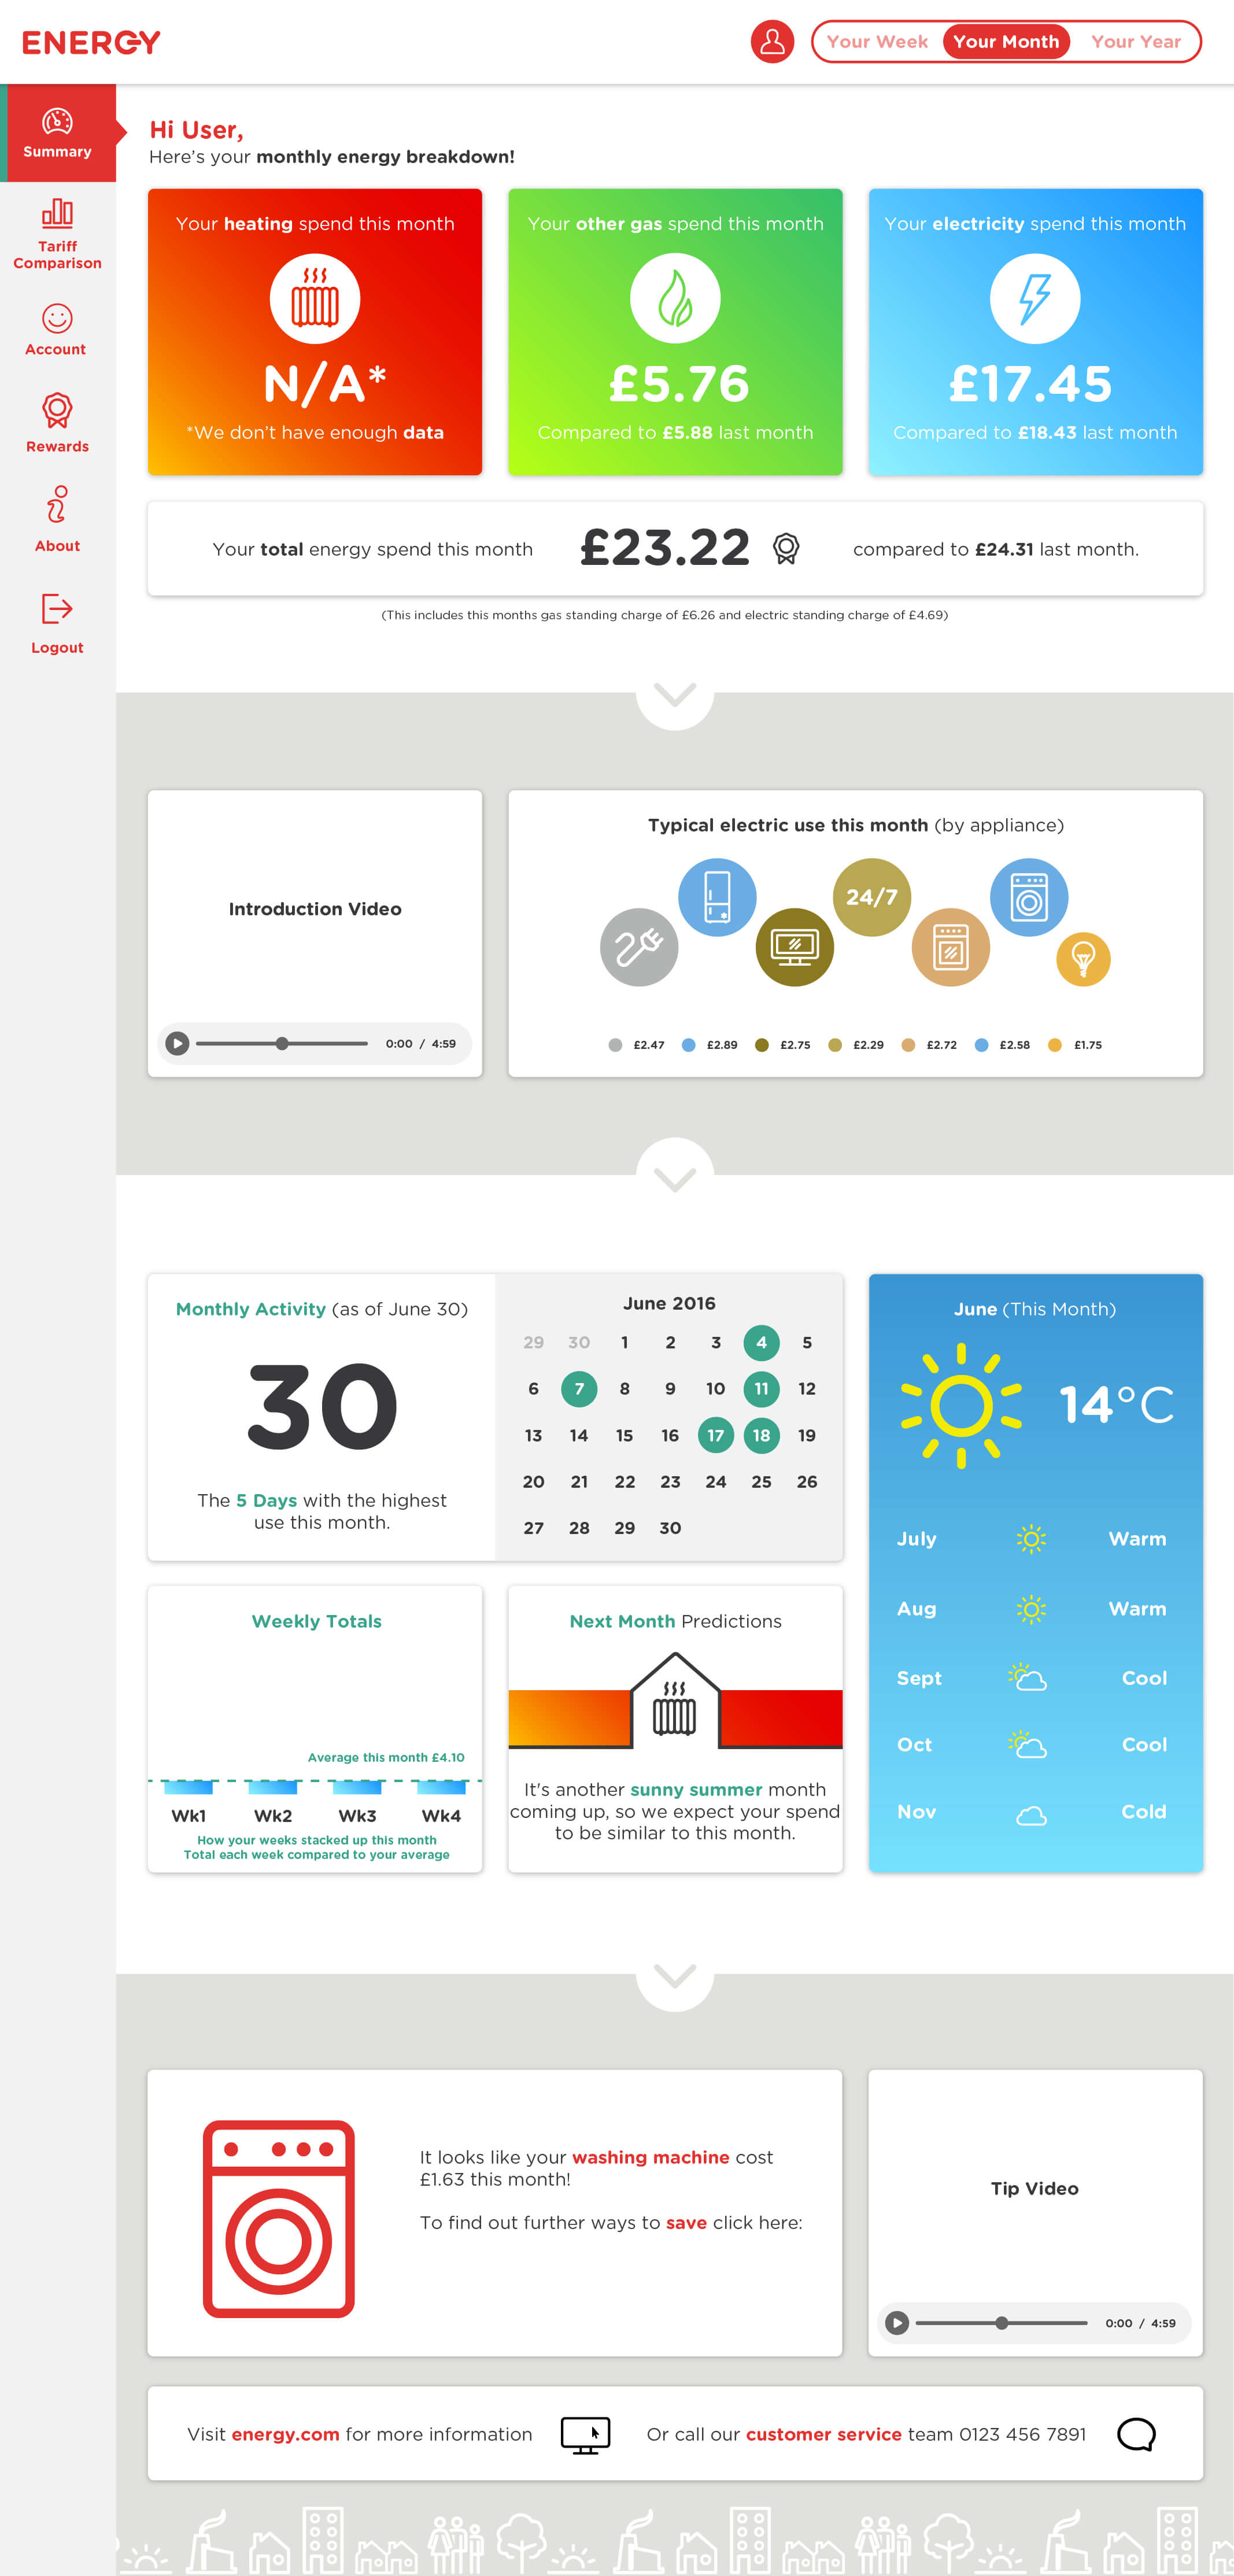 ENERGY
Your Week
Your Month
Your Year
Summary
Tariff
Comparison
Account
Rewards
About
Logout
Hi User,
Here's your monthly energy breakdown!
Your heating spend this month
N/A*
*We don't have enough data
Your other gas spend this month
£5.76
Compared to £5.88 last month
Your electricity spend this month
£17.45
Compared to £18.43 last month
Your total energy spend this month
£23.22
compared to £24.31 last month.
(This includes this months gas standing charge of £6.26 and electric standing charge of £4.69)
Introduction Video
0:00 / 4:59
Typical electric use this month (by appliance)
24/7
£2.47 £2.89 £2.75 £2.29 £2.72 £2.58 £1.75
Monthly Activity (as of June 30)
30
The 5 Days with the highest
use this month.
June 2016
29 30 1 2 3 4 5
6 7 8 9 10 11 12
13 14 15 16 17 18 19
20 21 22 23 24 25 26
27 28 29 30
June (This Month)
14°C
July Warm
Aug Warm
Sept Cool
Oct Cool
Nov Cold
Weekly Totals
Average this month £4.10
Wk1 Wk2 Wk3 Wk4
How your weeks stacked up this month
Total each week compared to your average
Next Month Predictions
It's another sunny summer month
coming up, so we expect your spend
to be similar to this month.
It looks like your washing machine cost
£1.63 this month!
To find out further ways to save click here:
Tip Video
0:00 / 4:59
Visit energy.com for more information
Or call our customer service team 0123 456 7891